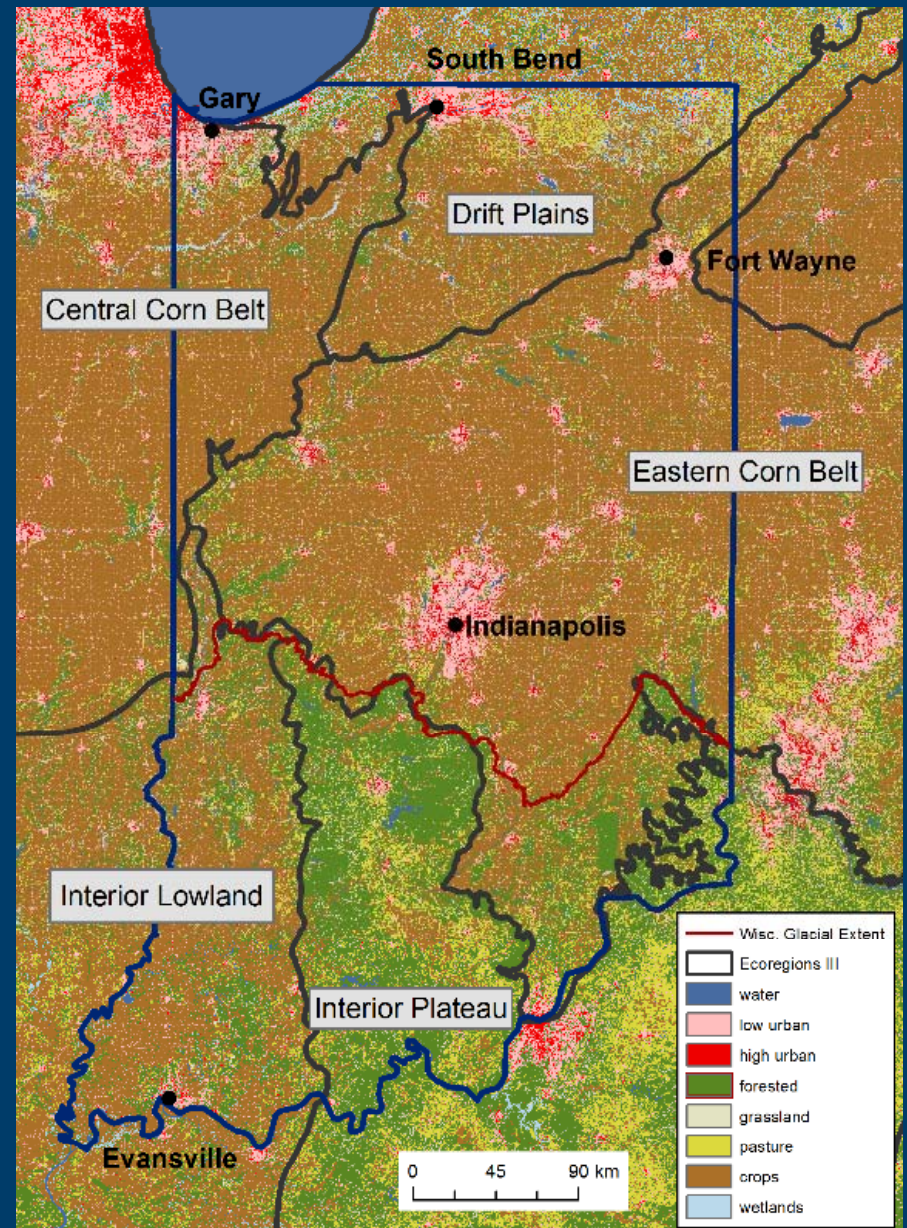 South Bend
Gary
Drift Plains
Fort Wayne
Central Corn Belt
Eastern Corn Belt
Indianapolis
Interior Lowland
Interior Plateau
Evansville
0 45 90 km
Wisc. Glacial Extent
Ecoregions III
water
low urban
high urban
forested
grassland
pasture
crops
wetlands